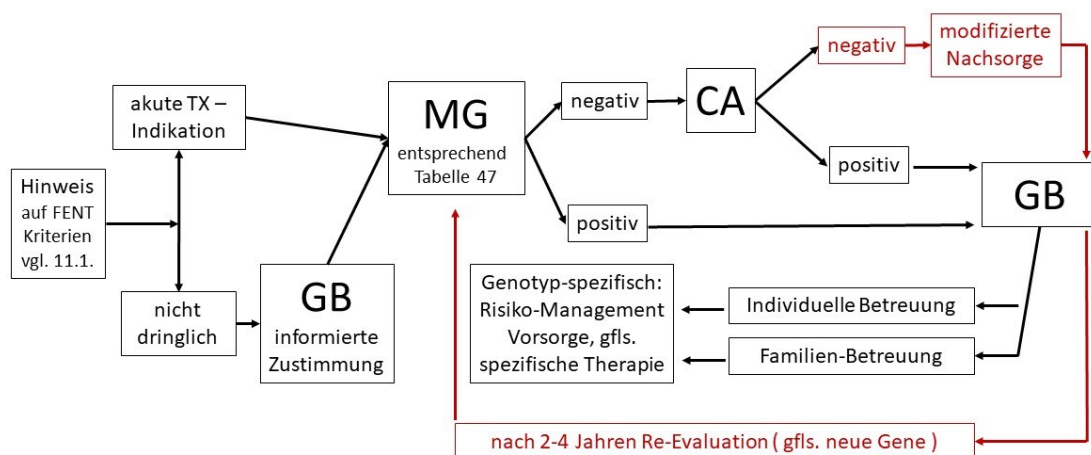 Hinweis
auf FENT
Kriterien
vgl. 11.1.
akute TX –
Indikation
nicht
dringlich
GB
informierte
Zustimmung
MG
entsprechend
Tabelle 47
negativ
positiv
CA
negativ
modifizierte
Nachsorge
positiv
GB
Individuelle Betreuung
Familien-Betreuung
Genotyp-spezifisch:
Risiko-Management
Vorsorge, gfls.
spezifische Therapie
nach 2-4 Jahren Re-Evaluation ( gfls. neue Gene )